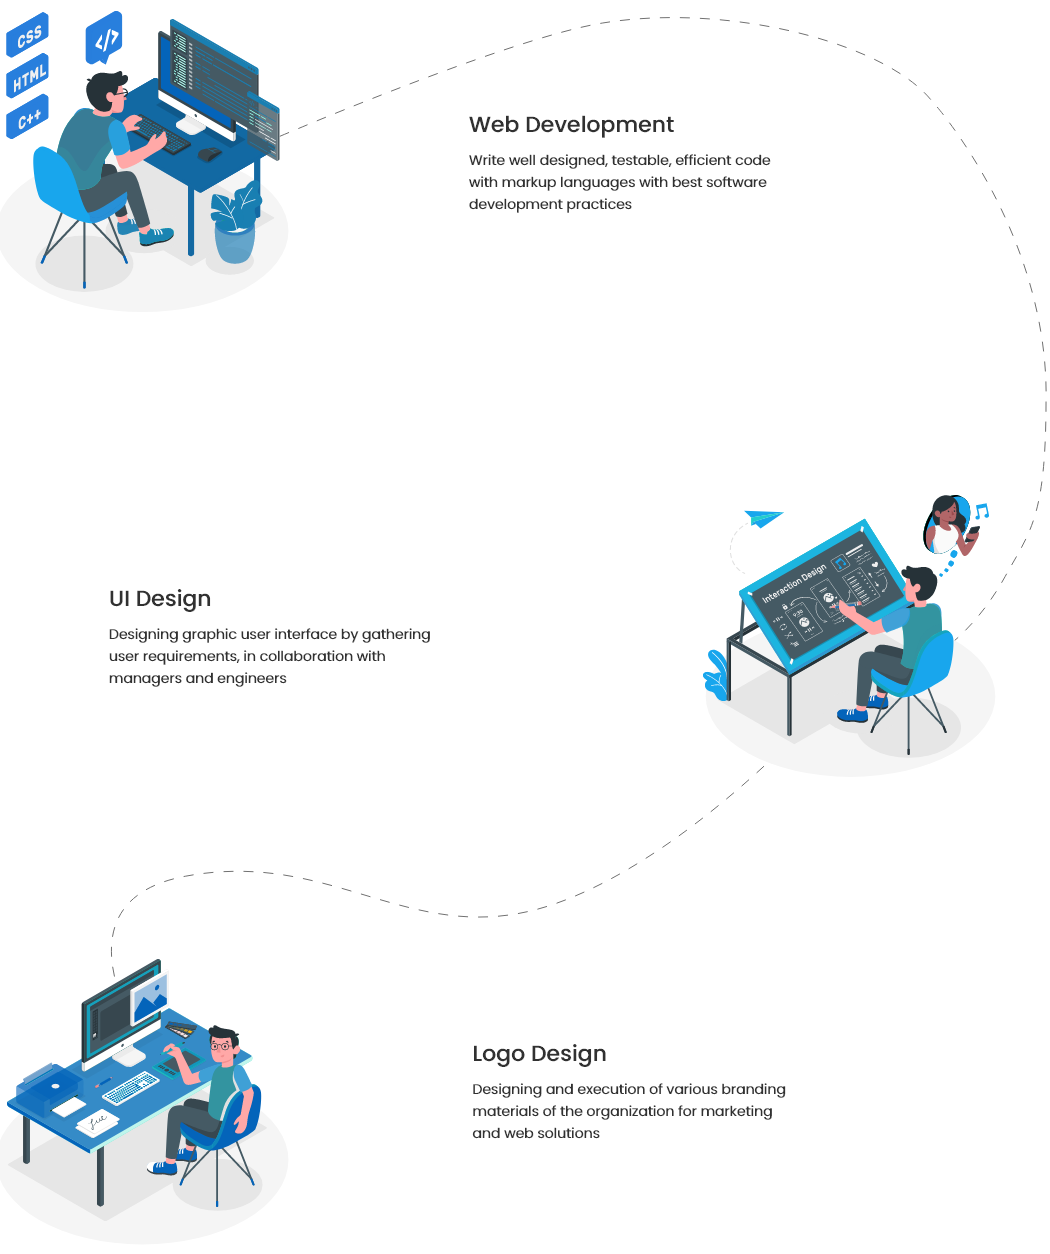 CSS
HTML
C++
</>
Web Development
Write well designed, testable, efficient code
with markup languages with best software
development practices
Interaction Design
9:30
UI Design
Designing graphic user interface by gathering
user requirements, in collaboration with
managers and engineers
Logo Design
Designing and execution of various branding
materials of the organization for marketing
and web solutions